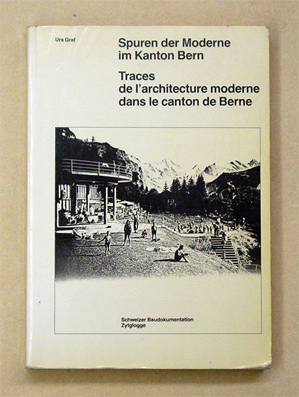 Urs Graf
Spuren der Moderne
im Kanton Bern
Traces
de l'architecture moderne
dans le canton de Berne
Schweizer Baudokumentation
Zytglogge